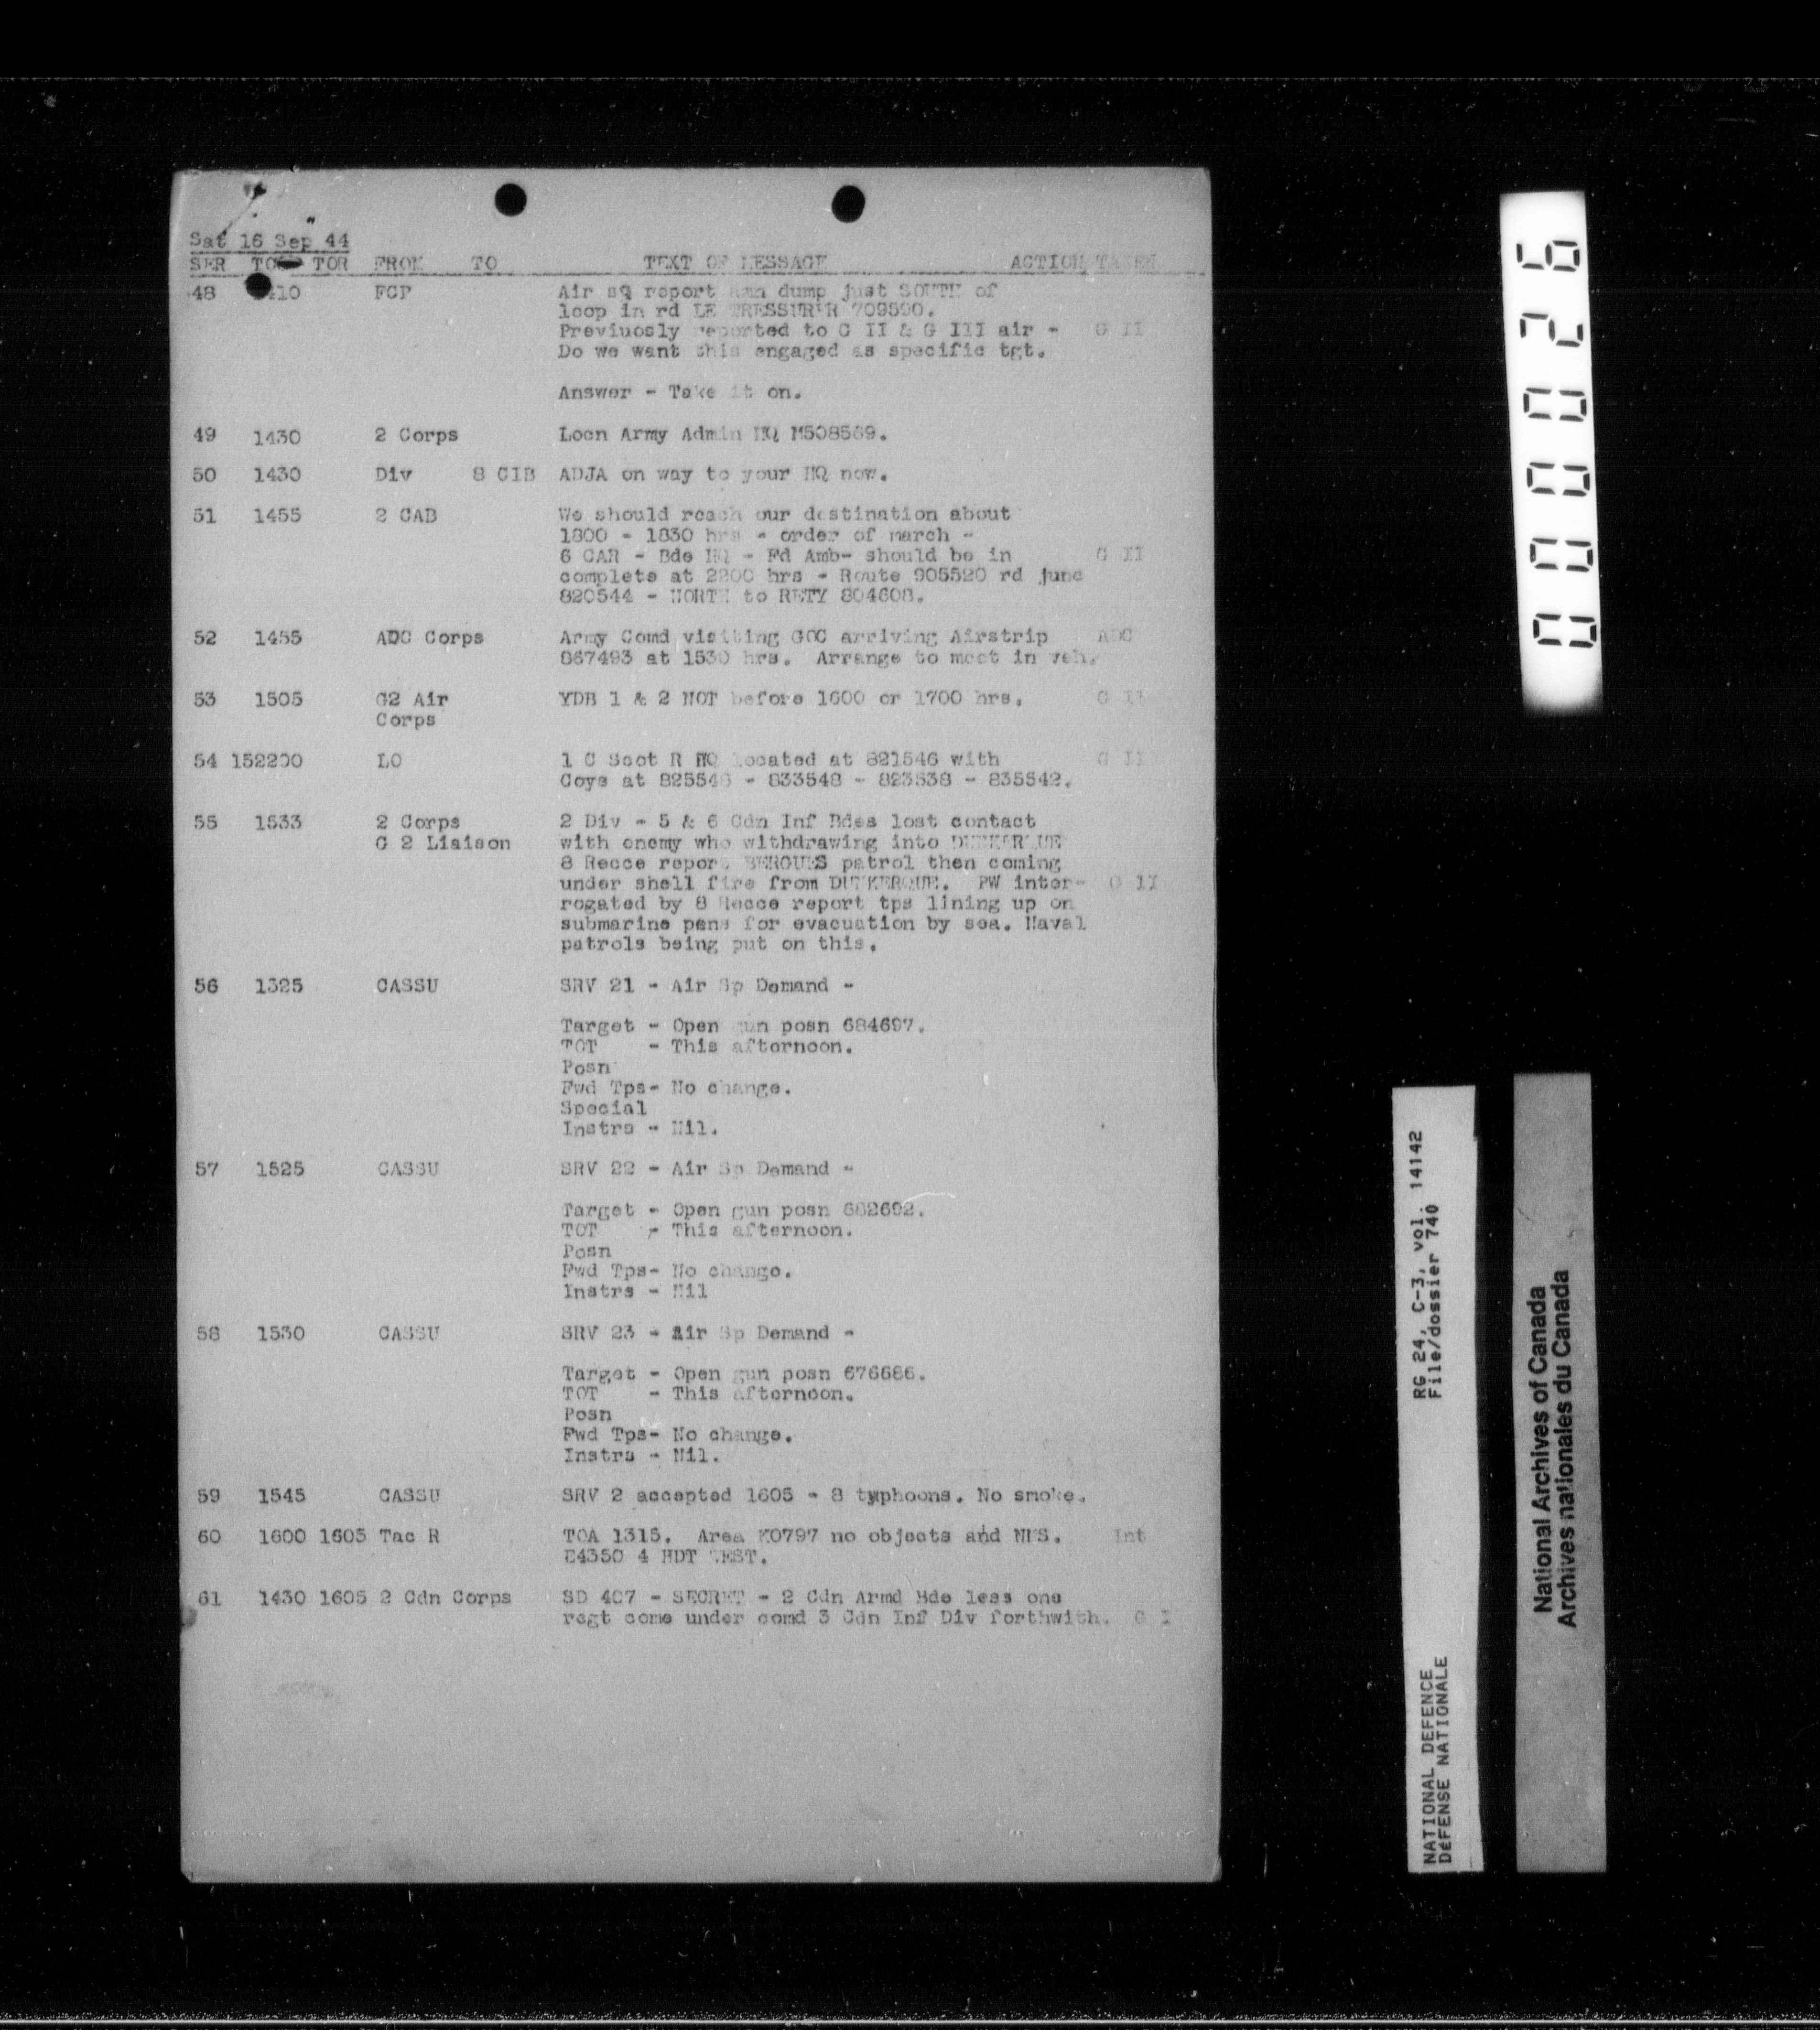 Sat 16 Sep 44
SER TOR FROM TO TEXT OF MESSAGE ACTION TAKEN
48 FCP Air report dump just SOUTH of
loop in rd LE 709590.
Previuosly reported to G II & G III air - G II
Do we want this engaged as specific tgt.
Answer - Take it on.
49 1430 2 Corps Locn Army Admin HQ M508569.
50 1430 Div 8 CIB ADJA on way to your HQ now.
51 1455 2 CAB We should reach our destination about
1800 - 1830 hrs - order of march -
6 CAR - Bde HQ - Fd Amb- should be in G II
complete at 2200 hrs - Route 905520 rd junc
820544 - NORTH to RETY 804608.
52 1455 ADC Corps Army Comd visiting GOC arriving Airstrip ADC
867493 at 1530 hrs. Arrange to meet in veh.
53 1505 G2 Air YDB 1 & 2 NOT before 1600 or 1700 hrs. G II
Corps
54 152200 LO 1 C Scot R HQ located at 821546 with G II
Coys at 825546 - 833548 - 823538 - 835542.
55 1533 2 Corps 2 Div - 5 & 6 Cdn Inf Bdes lost contact
G 2 Liaison with enemy who withdrawing into DUNKERQUE
8 Recce report BERGUES patrol then coming
under shell fire from DUNKERQUE. PW inter- G II
rogated by 8 Recce report tps lining up on
submarine pens for evacuation by sea. Naval
patrols being put on this.
56 1325 CASSU SRV 21 - Air Sp Demand -
Target - Open gun posn 684697.
TOT - This afternoon.
Posn
Fwd Tps- No change.
Special
Instrs - Nil.
57 1525 CASSU SRV 22 - Air Sp Demand -
Target - Open gun posn 682692.
TOT - This afternoon.
Posn
Fwd Tps- No change.
Instrs - Nil
58 1530 CASSU SRV 23 - Air Sp Demand -
Target - Open gun posn 676686.
TOT - This afternoon.
Posn
Fwd Tps- No change.
Instrs - Nil.
59 1545 CASSU SRV 2 accepted 1605 - 8 typhoons. No smoke.
60 1600 1605 Tac R TOA 1315. Area K0797 no objects and NMS. Int
E4350 4 HDT WEST.
61 1430 1605 2 Cdn Corps SD 407 - SECRET - 2 Cdn Armd Bde less one
regt come under comd 3 Cdn Inf Div forthwith. G I
000026
RG 24, C-3, vol. 14142
File/dossier 740
NATIONAL DEFENCE
DéFENSE NATIONALE
National Archives of Canada
Archives nationales du Canada